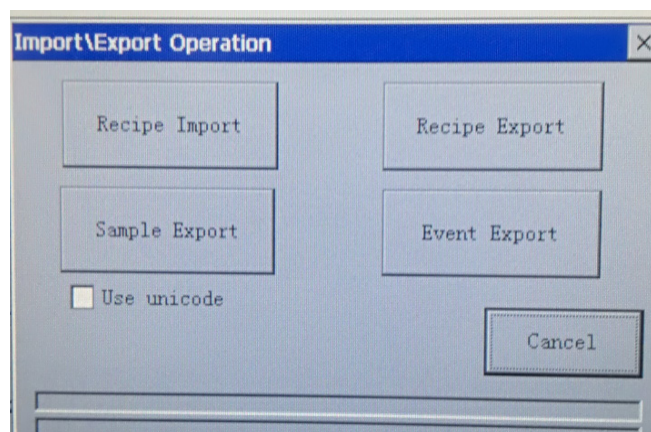 Import\Export Operation
Recipe Import
Recipe Export
Sample Export
Event Export
Use unicode
Cancel